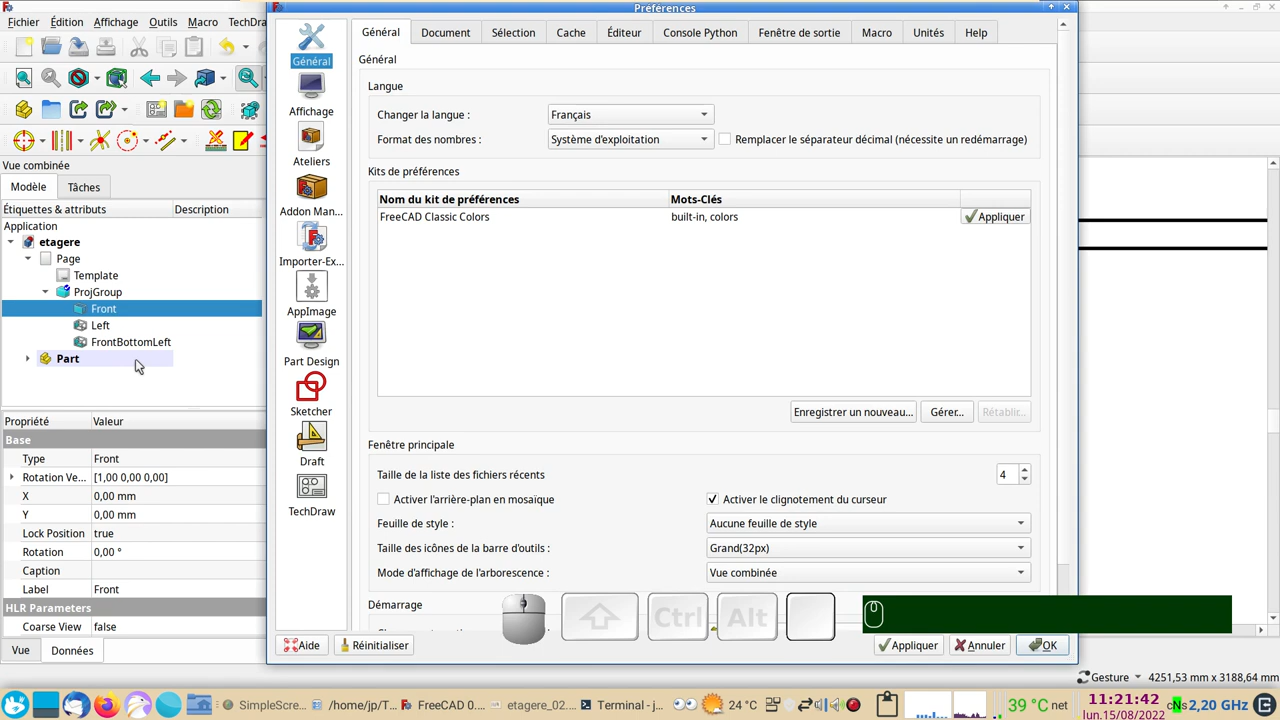 Préférences
Fichier Édition Affichage Outils Macro TechDraw
Vue combinée
Modèle Tâches
Étiquettes & attributs Description
Application
etagere
Page
Template
ProjGroup
Front
Left
FrontBottomLeft
Part
Propriété Valeur
Base
Type Front
Rotation Ve... [1,00 0,00 0,00]
X 0,00 mm
Y 0,00 mm
Lock Position true
Rotation 0,00 °
Caption
Label Front
HLR Parameters
Coarse View false
Vue Données
Général
Affichage
Ateliers
Addon Man...
Importer-Ex...
AppImage
Part Design
Sketcher
Draft
TechDraw
Général Document Sélection Cache Éditeur Console Python Fenêtre de sortie Macro Unités Help
Général
Langue
Changer la langue : Français
Format des nombres : Système d'exploitation Remplacer le séparateur décimal (nécessite un redémarrage)
Kits de préférences
Nom du kit de préférences Mots-Clés
FreeCAD Classic Colors built-in, colors Appliquer
Enregistrer un nouveau... Gérer... Rétablir...
Fenêtre principale
Taille de la liste des fichiers récents 4
Activer l'arrière-plan en mosaïque Activer le clignotement du curseur
Feuille de style : Aucune feuille de style
Taille des icônes de la barre d'outils : Grand(32px)
Mode d'affichage de l'arborescence : Vue combinée
Démarrage
Ctrl Alt
Aide Réinitialiser Appliquer Annuler OK
Gesture 4251,53 mm x 3188,64 mm
SimpleScre... /home/jp/T... FreeCAD 0.... etagere_02.... Terminal - j... 24 °C 39 °C net 11:21:42 2,20 GHz
lun.15/08/2022